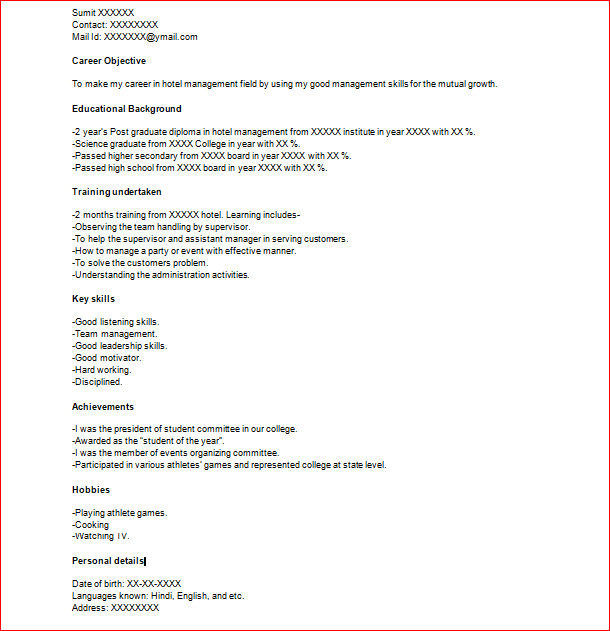 Sumit XXXXXX
Contact: XXXXXXXX
Mail Id: XXXXXXX@ymail.com
Career Objective
To make my career in hotel management field by using my good management skills for the mutual growth.
Educational Background
-2 year's Post graduate diploma in hotel management from XXXXX institute in year XXXX with XX %.
-Science graduate from XXXX College in year with XX %.
-Passed higher secondary from XXXX board in year XXXX with XX %.
-Passed high school from XXXX board in year XXXX with XX %.
Training undertaken
-2 months training from XXXXX hotel. Learning includes-
-Observing the team handling by supervisor.
-To help the supervisor and assistant manager in serving customers.
-How to manage a party or event with effective manner.
-To solve the customers problem.
-Understanding the administration activities.
Key skills
-Good listening skills.
-Team management.
-Good leadership skills.
-Good motivator.
-Hard working.
-Disciplined.
Achievements
-I was the president of student committee in our college.
-Awarded as the "student of the year".
-I was the member of events organizing committee.
-Participated in various athletes' games and represented college at state level.
Hobbies
-Playing athlete games.
-Cooking
-Watching TV.
Personal details
Date of birth: XX-XX-XXXX
Languages known: Hindi, English, and etc.
Address: XXXXXXXX